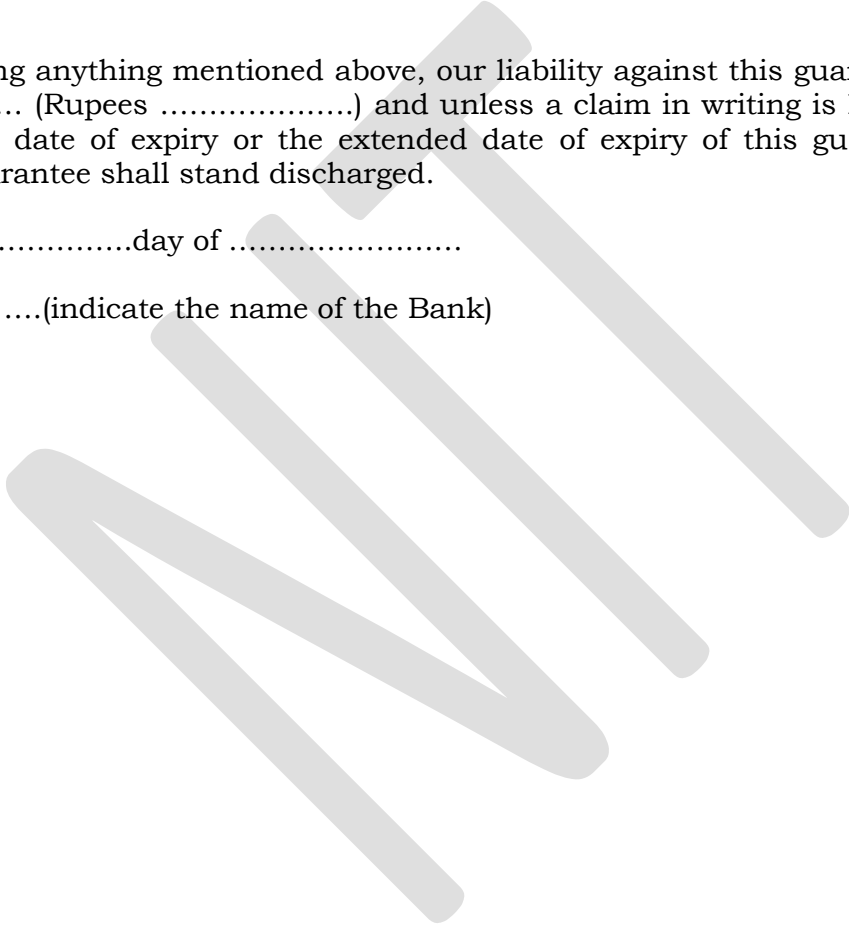 ng anything mentioned above, our liability against this guar
... (Rupees .....................) and unless a claim in writing is
date of expiry or the extended date of expiry of this gu
rantee shall stand discharged.
...............day of ........................
....(indicate the name of the Bank)
NIT